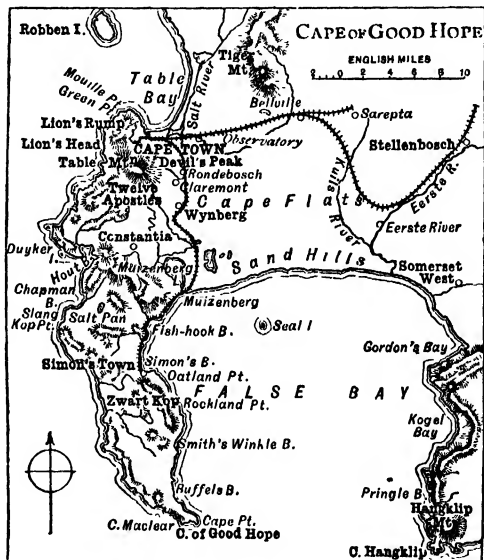 Robben I.
CAPE OF GOOD HOPE
ENGLISH MILES
2 0 2 4 6 8 10
Table
Bay
Salt River
Tiger
Mt.
Mouille Pt.
Green Pt.
Bellville
Sarepta
Lion's Rump
Observatory
Stellenbosch
Lion's Head
CAPE TOWN
Table Mt.
Devil's Peak
Rondebosch
Claremont
Kuils
River
Eerste R.
Twelve
Apostles
Cape Flats
Wynberg
Eerste River
Constantia
Duyker
I.
Hout
Sand Hills
Somerset
West
Muizenberg
Chapman
B.
Muizenberg
Slang
Kop Pt.
Salt Pan
Fish-hook B.
Seal I
Gordon's Bay
Simon's Town
Simon's B.
Oatland Pt.
FALSE BAY
Zwart Kop
Rockland Pt.
Kogel
Bay
Smith's Winkle B.
Buffels B.
Pringle B.
Hangklip
Mt.
C. Maclear
Cape Pt.
C. of Good Hope
C. Hangklip